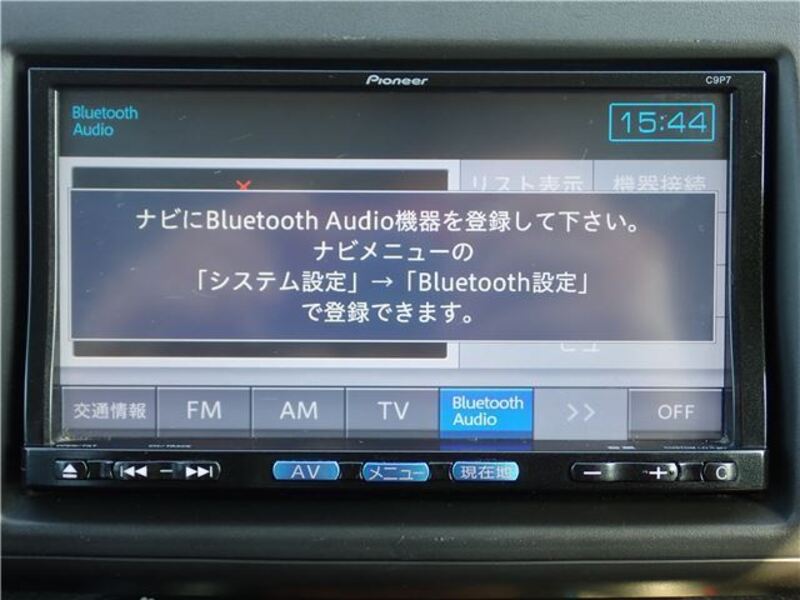 Pioneer
C9P7
Bluetooth
Audio
15:44
リスト表示
機器接続
ナビにBluetooth Audio機器を登録して下さい。
ナビメニューの
「システム設定」→「Bluetooth設定」
で登録できます。
交通情報
FM
AM
TV
Bluetooth
Audio
>>
OFF
AV
メニュー
現在地